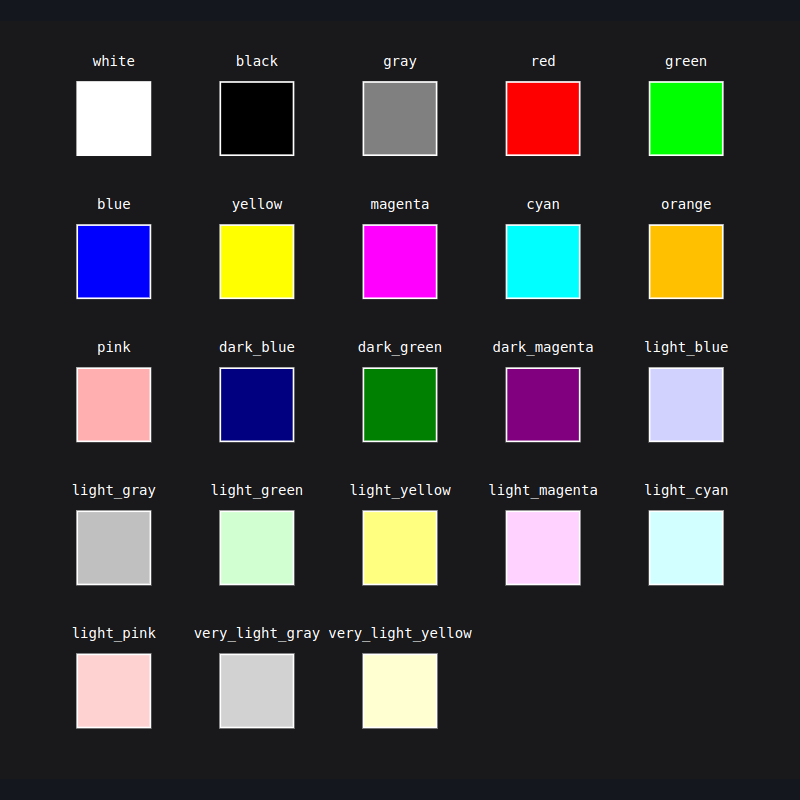 white black gray red green
blue yellow magenta cyan orange
pink dark_blue dark_green dark_magenta light_blue
light_gray light_green light_yellow light_magenta light_cyan
light_pink very_light_gray very_light_yellow